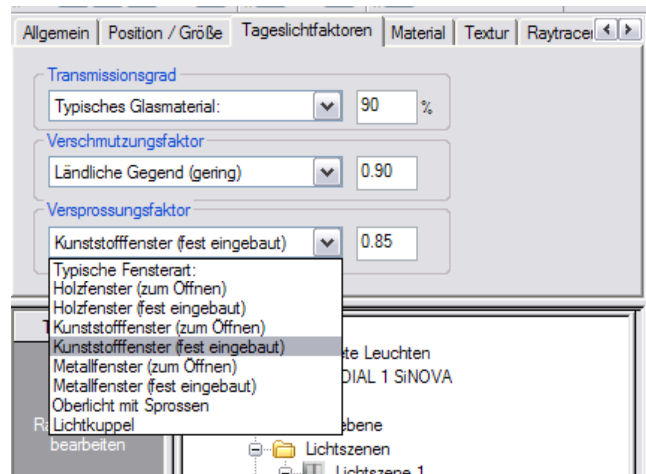 Allgemein Position / Größe Tageslichtfaktoren Material Textur Raytracer
Transmissionsgrad
Typisches Glasmaterial: 90 %
Verschmutzungsfaktor
Ländliche Gegend (gering) 0.90
Versprossungsfaktor
Kunststofffenster (fest eingebaut) 0.85
Typische Fensterart:
Holzfenster (zum Öffnen)
Holzfenster (fest eingebaut)
Kunststofffenster (zum Öffnen)
Kunststofffenster (fest eingebaut)
Metallfenster (zum Öffnen)
Metallfenster (fest eingebaut)
Oberlicht mit Sprossen
Lichtkuppel
Leuchten
DIAL 1 SiNOVA
bearbeiten
Lichtszenen
Lichtszene 1